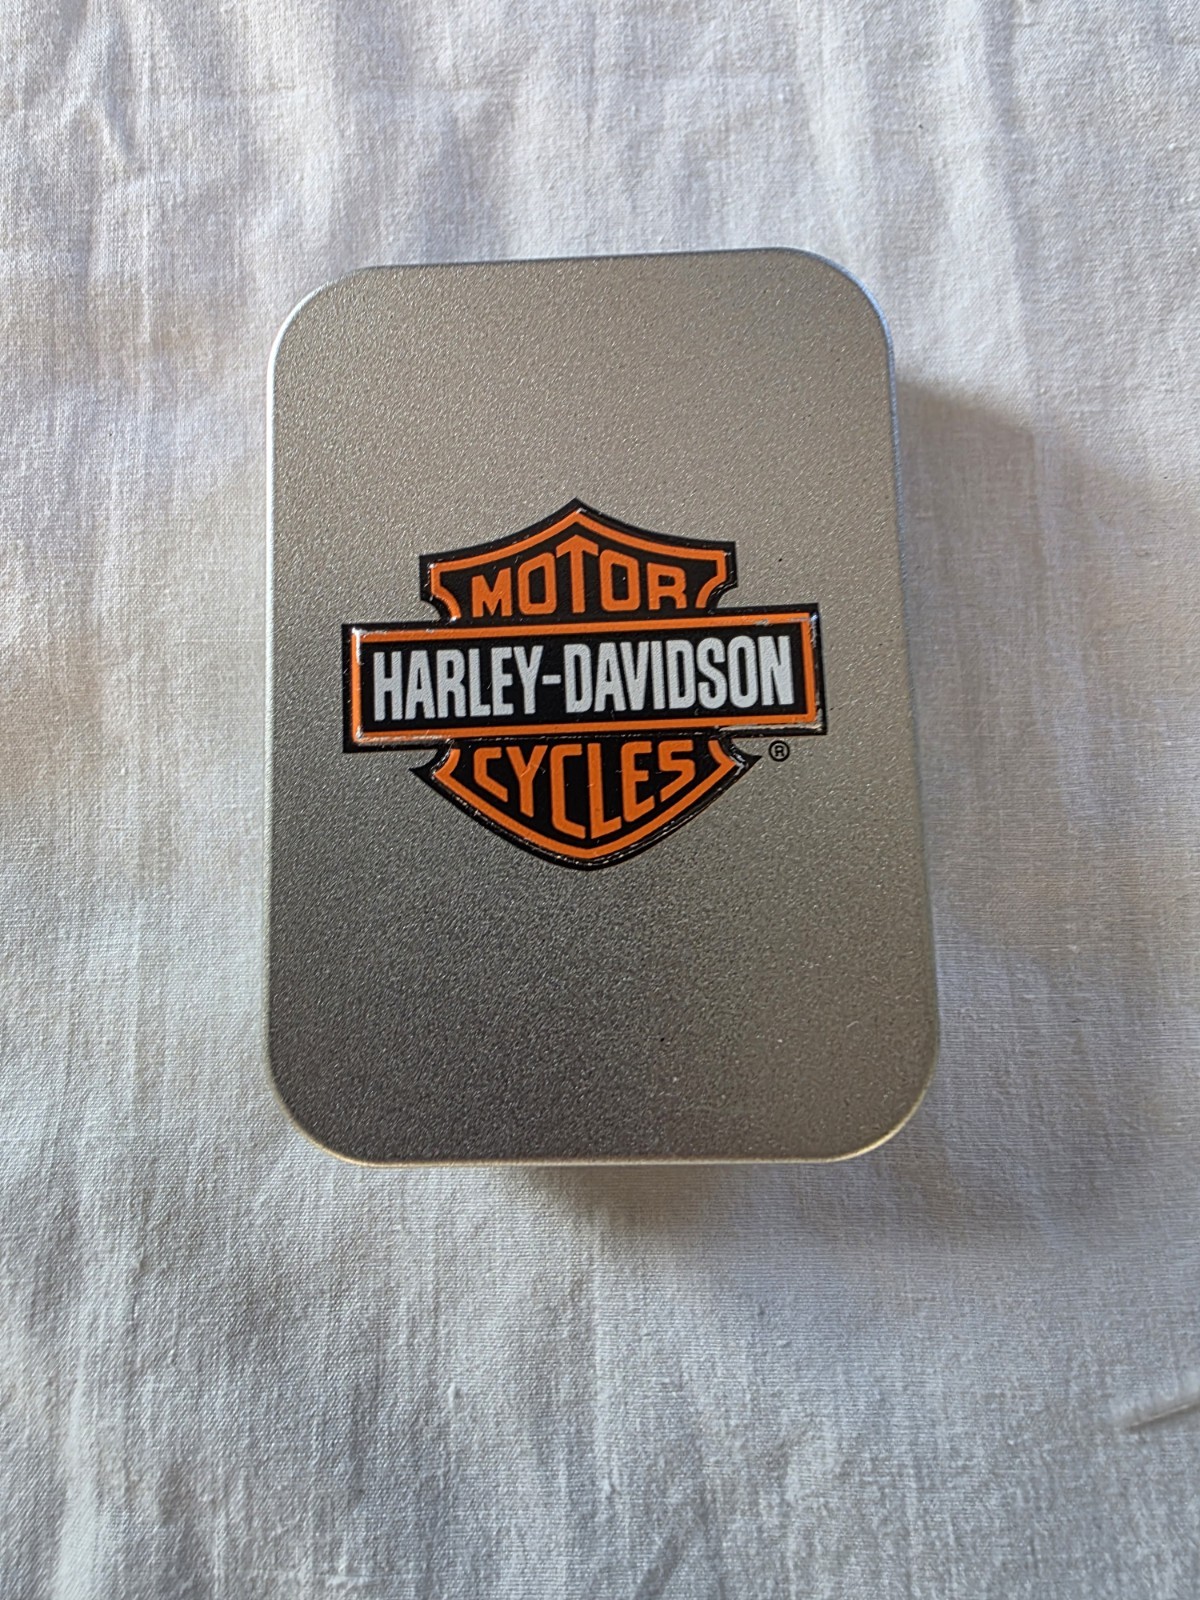 MOTOR
HARLEY-DAVIDSON
CYCLES
®